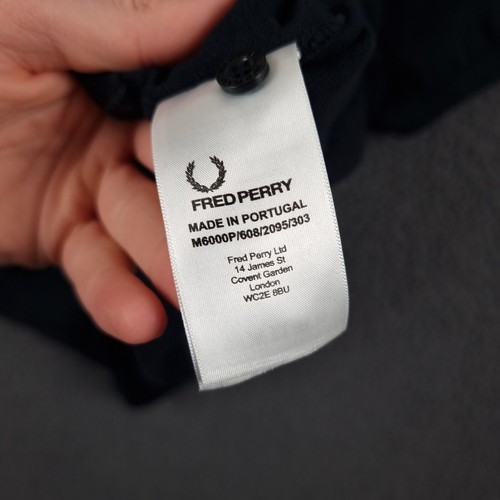 FRED PERRY
MADE IN PORTUGAL
M6000P/608/2095/303
Fred Perry Ltd
14 James St
Covent Garden
London
WC2E 8BU